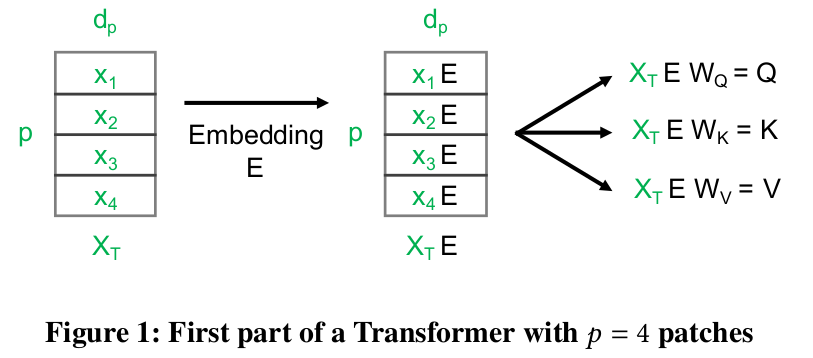 d_p d_p
x_1 x_1 E X_T E W_Q = Q
x_2 x_2 E
p Embedding p X_T E W_K = K
E
x_3 x_3 E
x_4 x_4 E X_T E W_V = V
X_T X_T E
Figure 1: First part of a Transformer with p = 4 patches